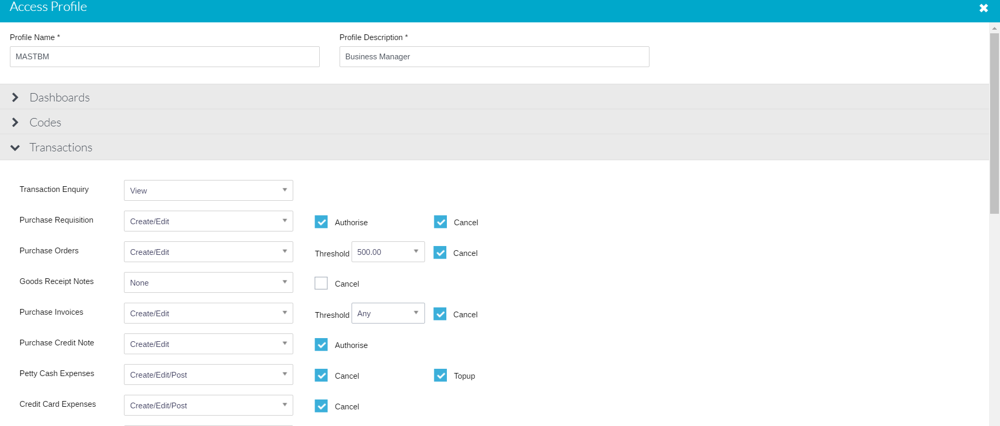 Access Profile
Profile Name * Profile Description *
MASTBM Business Manager
Dashboards
Codes
Transactions
Transaction Enquiry View
Purchase Requisition Create/Edit Authorise Cancel
Purchase Orders Create/Edit Threshold 500.00 Cancel
Goods Receipt Notes None Cancel
Purchase Invoices Create/Edit Threshold Any Cancel
Purchase Credit Note Create/Edit Authorise
Petty Cash Expenses Create/Edit/Post Cancel Topup
Credit Card Expenses Create/Edit/Post Cancel